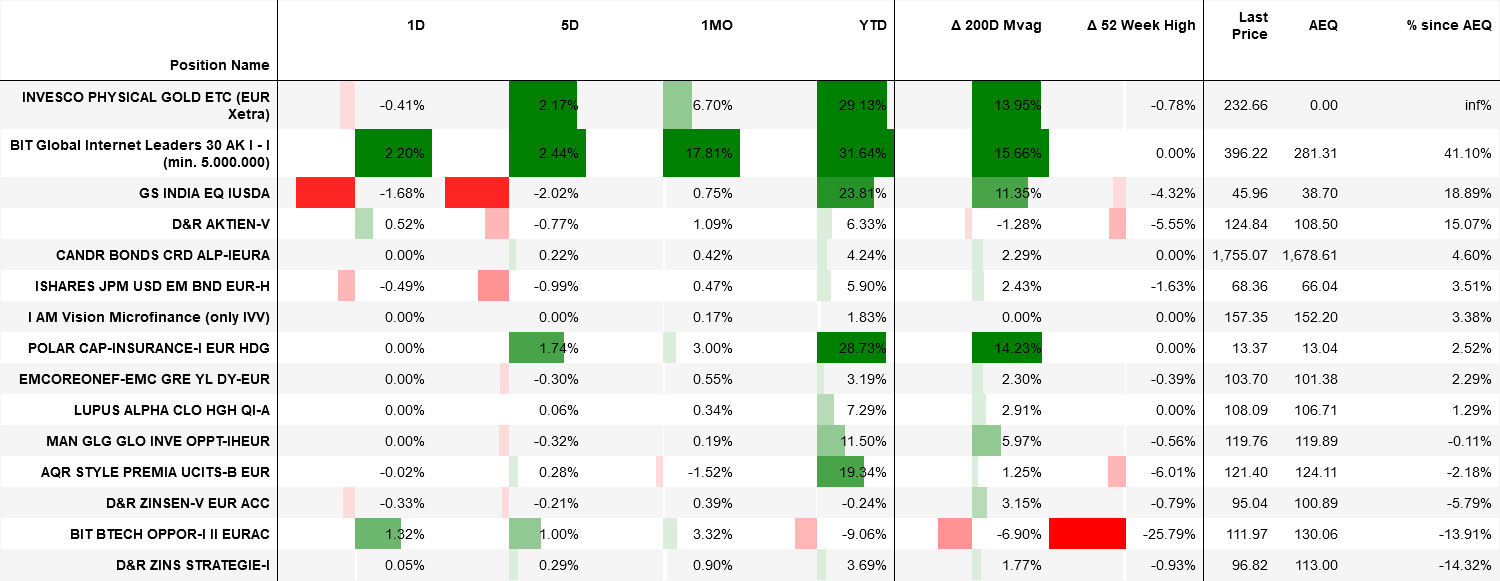 Position Name 1D 5D 1MO YTD Δ 200D Mvag Δ 52 Week High Last Price AEQ % since AEQ
INVESCO PHYSICAL GOLD ETC (EUR Xetra) -0.41% 2.17% 6.70% 29.13% 13.95% -0.78% 232.66 0.00 inf%
BIT Global Internet Leaders 30 AK I - I (min. 5.000.000) 2.20% 2.44% 17.81% 31.64% 15.66% 0.00% 396.22 281.31 41.10%
GS INDIA EQ IUSDA -1.68% -2.02% 0.75% 23.81% 11.35% -4.32% 45.96 38.70 18.89%
D&R AKTIEN-V 0.52% -0.77% 1.09% 6.33% -1.28% -5.55% 124.84 108.50 15.07%
CANDR BONDS CRD ALP-IEURA 0.00% 0.22% 0.42% 4.24% 2.29% 0.00% 1,755.07 1,678.61 4.60%
ISHARES JPM USD EM BND EUR-H -0.49% -0.99% 0.47% 5.90% 2.43% -1.63% 68.36 66.04 3.51%
I AM Vision Microfinance (only IVV) 0.00% 0.00% 0.17% 1.83% 0.00% 0.00% 157.35 152.20 3.38%
POLAR CAP-INSURANCE-I EUR HDG 0.00% 1.74% 3.00% 28.73% 14.23% 0.00% 13.37 13.04 2.52%
EMCOREONEF-EMC GRE YL DY-EUR 0.00% -0.30% 0.55% 3.19% 2.30% -0.39% 103.70 101.38 2.29%
LUPUS ALPHA CLO HGH QI-A 0.00% 0.06% 0.34% 7.29% 2.91% 0.00% 108.09 106.71 1.29%
MAN GLG GLO INVE OPPT-IHEUR 0.00% -0.32% 0.19% 11.50% 5.97% -0.56% 119.76 119.89 -0.11%
AQR STYLE PREMIA UCITS-B EUR -0.02% 0.28% -1.52% 19.34% 1.25% -6.01% 121.40 124.11 -2.18%
D&R ZINSEN-V EUR ACC -0.33% -0.21% 0.39% -0.24% 3.15% -0.79% 95.04 100.89 -5.79%
BIT BTECH OPPOR-I II EURAC 1.32% 1.00% 3.32% -9.06% -6.90% -25.79% 111.97 130.06 -13.91%
D&R ZINS STRATEGIE-I 0.05% 0.29% 0.90% 3.69% 1.77% -0.93% 96.82 113.00 -14.32%